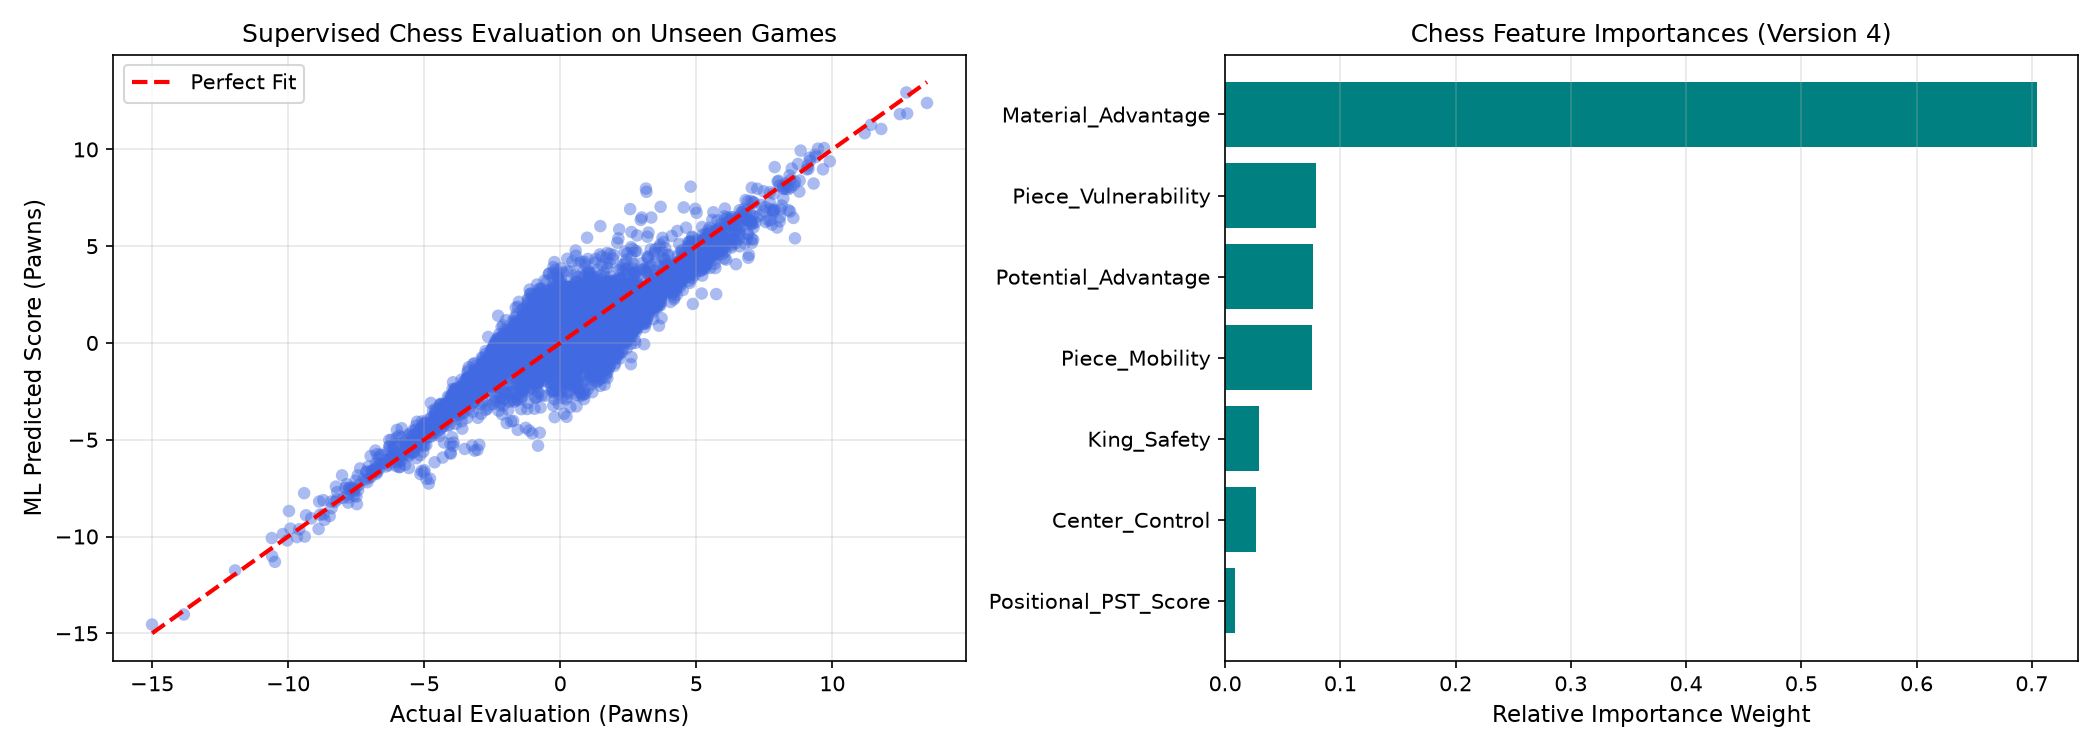 Supervised Chess Evaluation on Unseen Games
Perfect Fit
ML Predicted Score (Pawns)
10
5
0
−5
−10
−15
−15
−10
−5
0
5
10
Actual Evaluation (Pawns)
Chess Feature Importances (Version 4)
Material_Advantage
Piece_Vulnerability
Potential_Advantage
Piece_Mobility
King_Safety
Center_Control
Positional_PST_Score
0.0
0.1
0.2
0.3
0.4
0.5
0.6
0.7
Relative Importance Weight